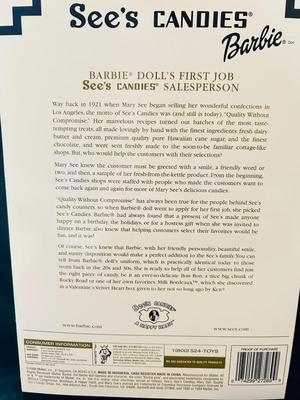 See's CANDIES®
Barbie®
BARBIE® DOLL'S FIRST JOB
See's CANDIES® SALESPERSON
Way back in 1921 when Mary See began selling her wonderful confections in
Los Angeles, the motto of See's Candies was (and still is today), "Quality Without
Compromise." Her marvelous recipes turned out batches of the most taste-
tempting treats, all made lovingly by hand with the finest ingredients: fresh dairy
butter and cream, premium quality pure Hawaiian cane sugar, and the finest
chocolate, and were sent freshly made to the soon-to-be familiar cottage-like
shops. But, who would help the customers with their selections?
Mary See knew the customer must be greeted with a smile, a friendly word or
two, and then, a sample of her fresh-from-the-kettle product. From the beginning,
See's Candies shops were staffed with people who made the customers want to
come back again and again for more of Mary See's delicious candies.
"Quality Without Compromise" has always been true for the people behind See's
candy counters, so when Barbie® doll went to apply for her first job, she picked
See's Candies. Barbie® had always found that a present of See's made anyone
happy on a birthday, the holidays, or for a hostess gift when she was invited to
dinner. Barbie also knew that helping customers select their favorites would be
fun, and it was!
Of course, See's knew that Barbie, with her friendly personality, beautiful smile,
and sunny disposition would make a perfect addition to the See's family. You can
tell from Barbie® doll's uniform, which is practically identical today to those
worn back in the 20s and 30s. She is ready to help all of her customers find just
the right piece of candy be it an ever-so-delicate Bon Bon, a nice big chunk of
Rocky Road or one of her own favorites, Milk Bordeaux™, which she discovered
in a Valentine's Velvet Heart box given to her not so long ago by Ken®.
www.barbie.com
See's
CANDIES
A HAPPY HABIT
www.sees.com
CONSUMER INFORMATION
1 (800) 524-TOYS
PROOF OF PURCHASE